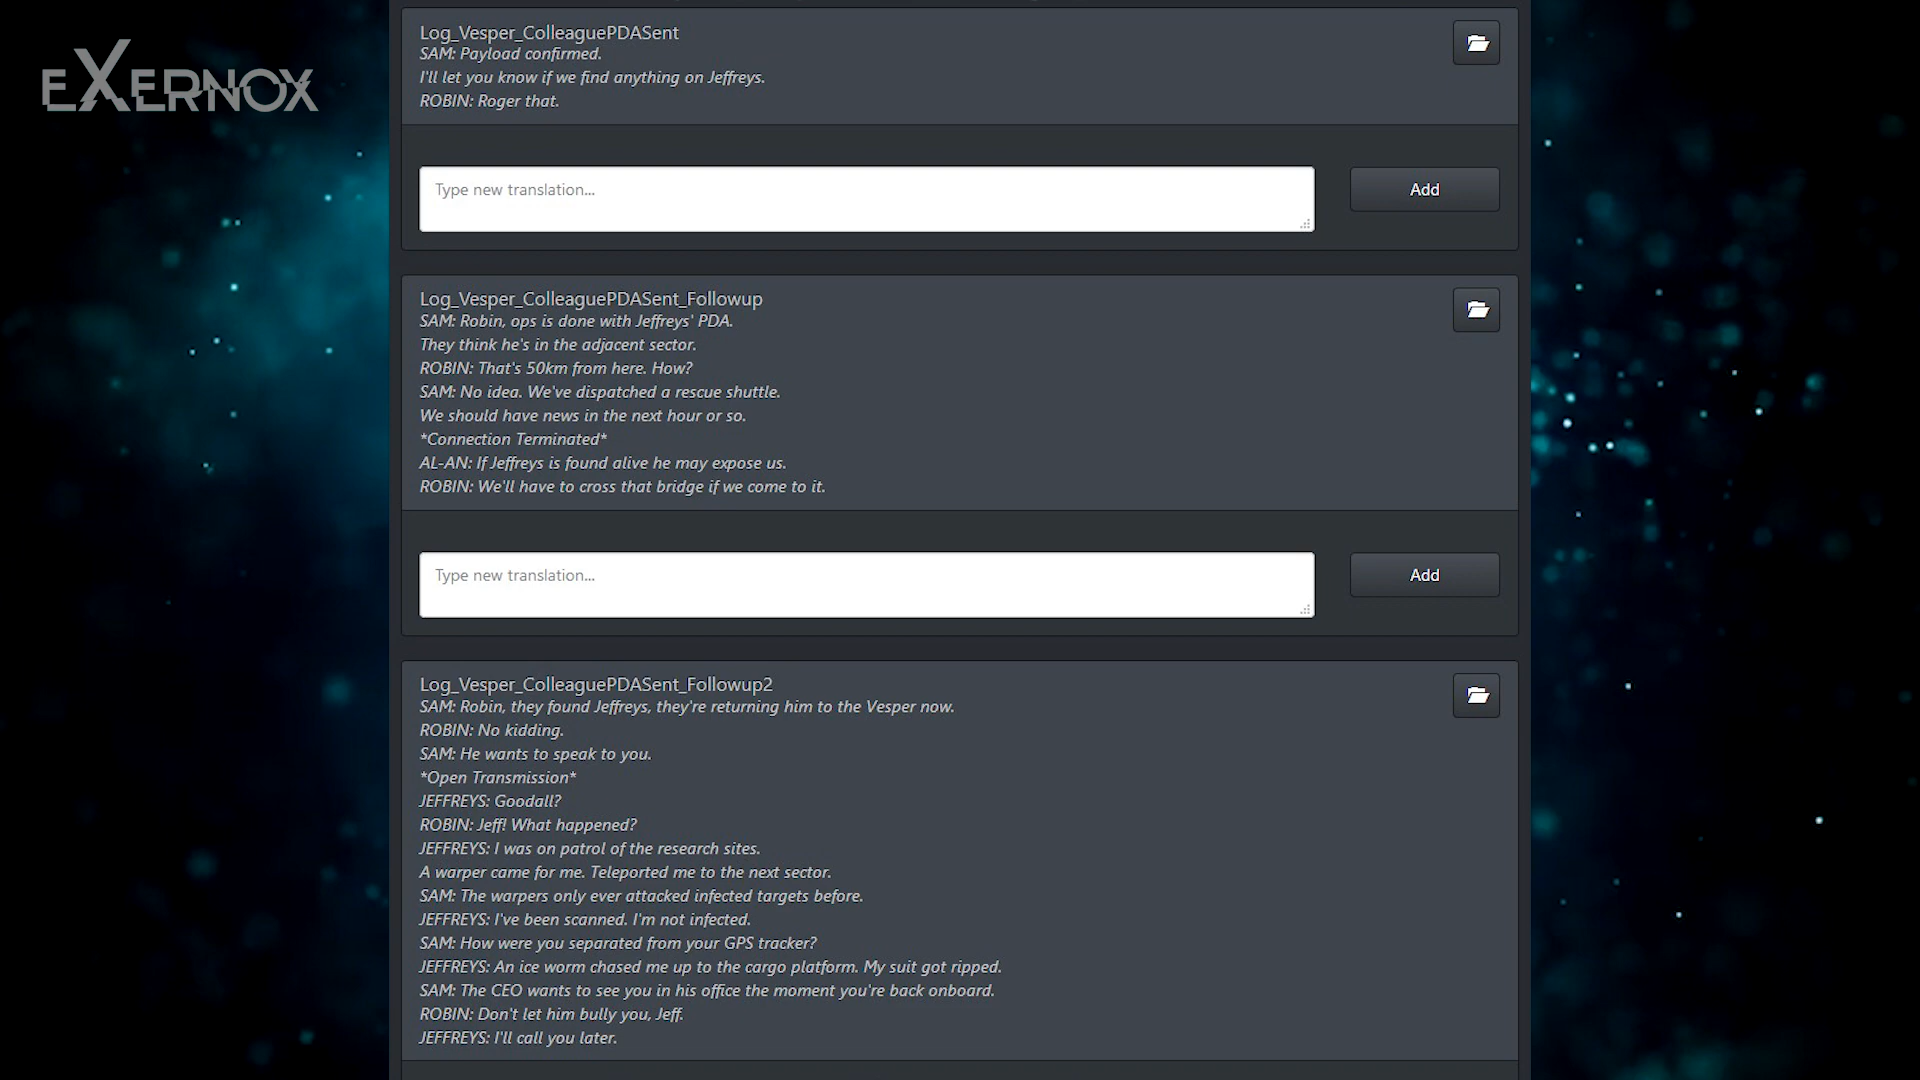 EXERNOX
Log_Vesper_ColleaguePDASent
SAM: Payload confirmed.
I'll let you know if we find anything on Jeffreys.
ROBIN: Roger that.
Type new translation...
Add
Log_Vesper_ColleaguePDASent_Followup
SAM: Robin, ops is done with Jeffreys' PDA.
They think he's in the adjacent sector.
ROBIN: That's 50km from here. How?
SAM: No idea. We've dispatched a rescue shuttle.
We should have news in the next hour or so.
*Connection Terminated*
AL-AN: If Jeffreys is found alive he may expose us.
ROBIN: We'll have to cross that bridge if we come to it.
Type new translation...
Add
Log_Vesper_ColleaguePDASent_Followup2
SAM: Robin, they found Jeffreys, they're returning him to the Vesper now.
ROBIN: No kidding.
SAM: He wants to speak to you.
*Open Transmission*
JEFFREYS: Goodall?
ROBIN: Jeff! What happened?
JEFFREYS: I was on patrol of the research sites.
A warper came for me. Teleported me to the next sector.
SAM: The warpers only ever attacked infected targets before.
JEFFREYS: I've been scanned. I'm not infected.
SAM: How were you separated from your GPS tracker?
JEFFREYS: An ice worm chased me up to the cargo platform. My suit got ripped.
SAM: The CEO wants to see you in his office the moment you're back onboard.
ROBIN: Don't let him bully you, Jeff.
JEFFREYS: I'll call you later.